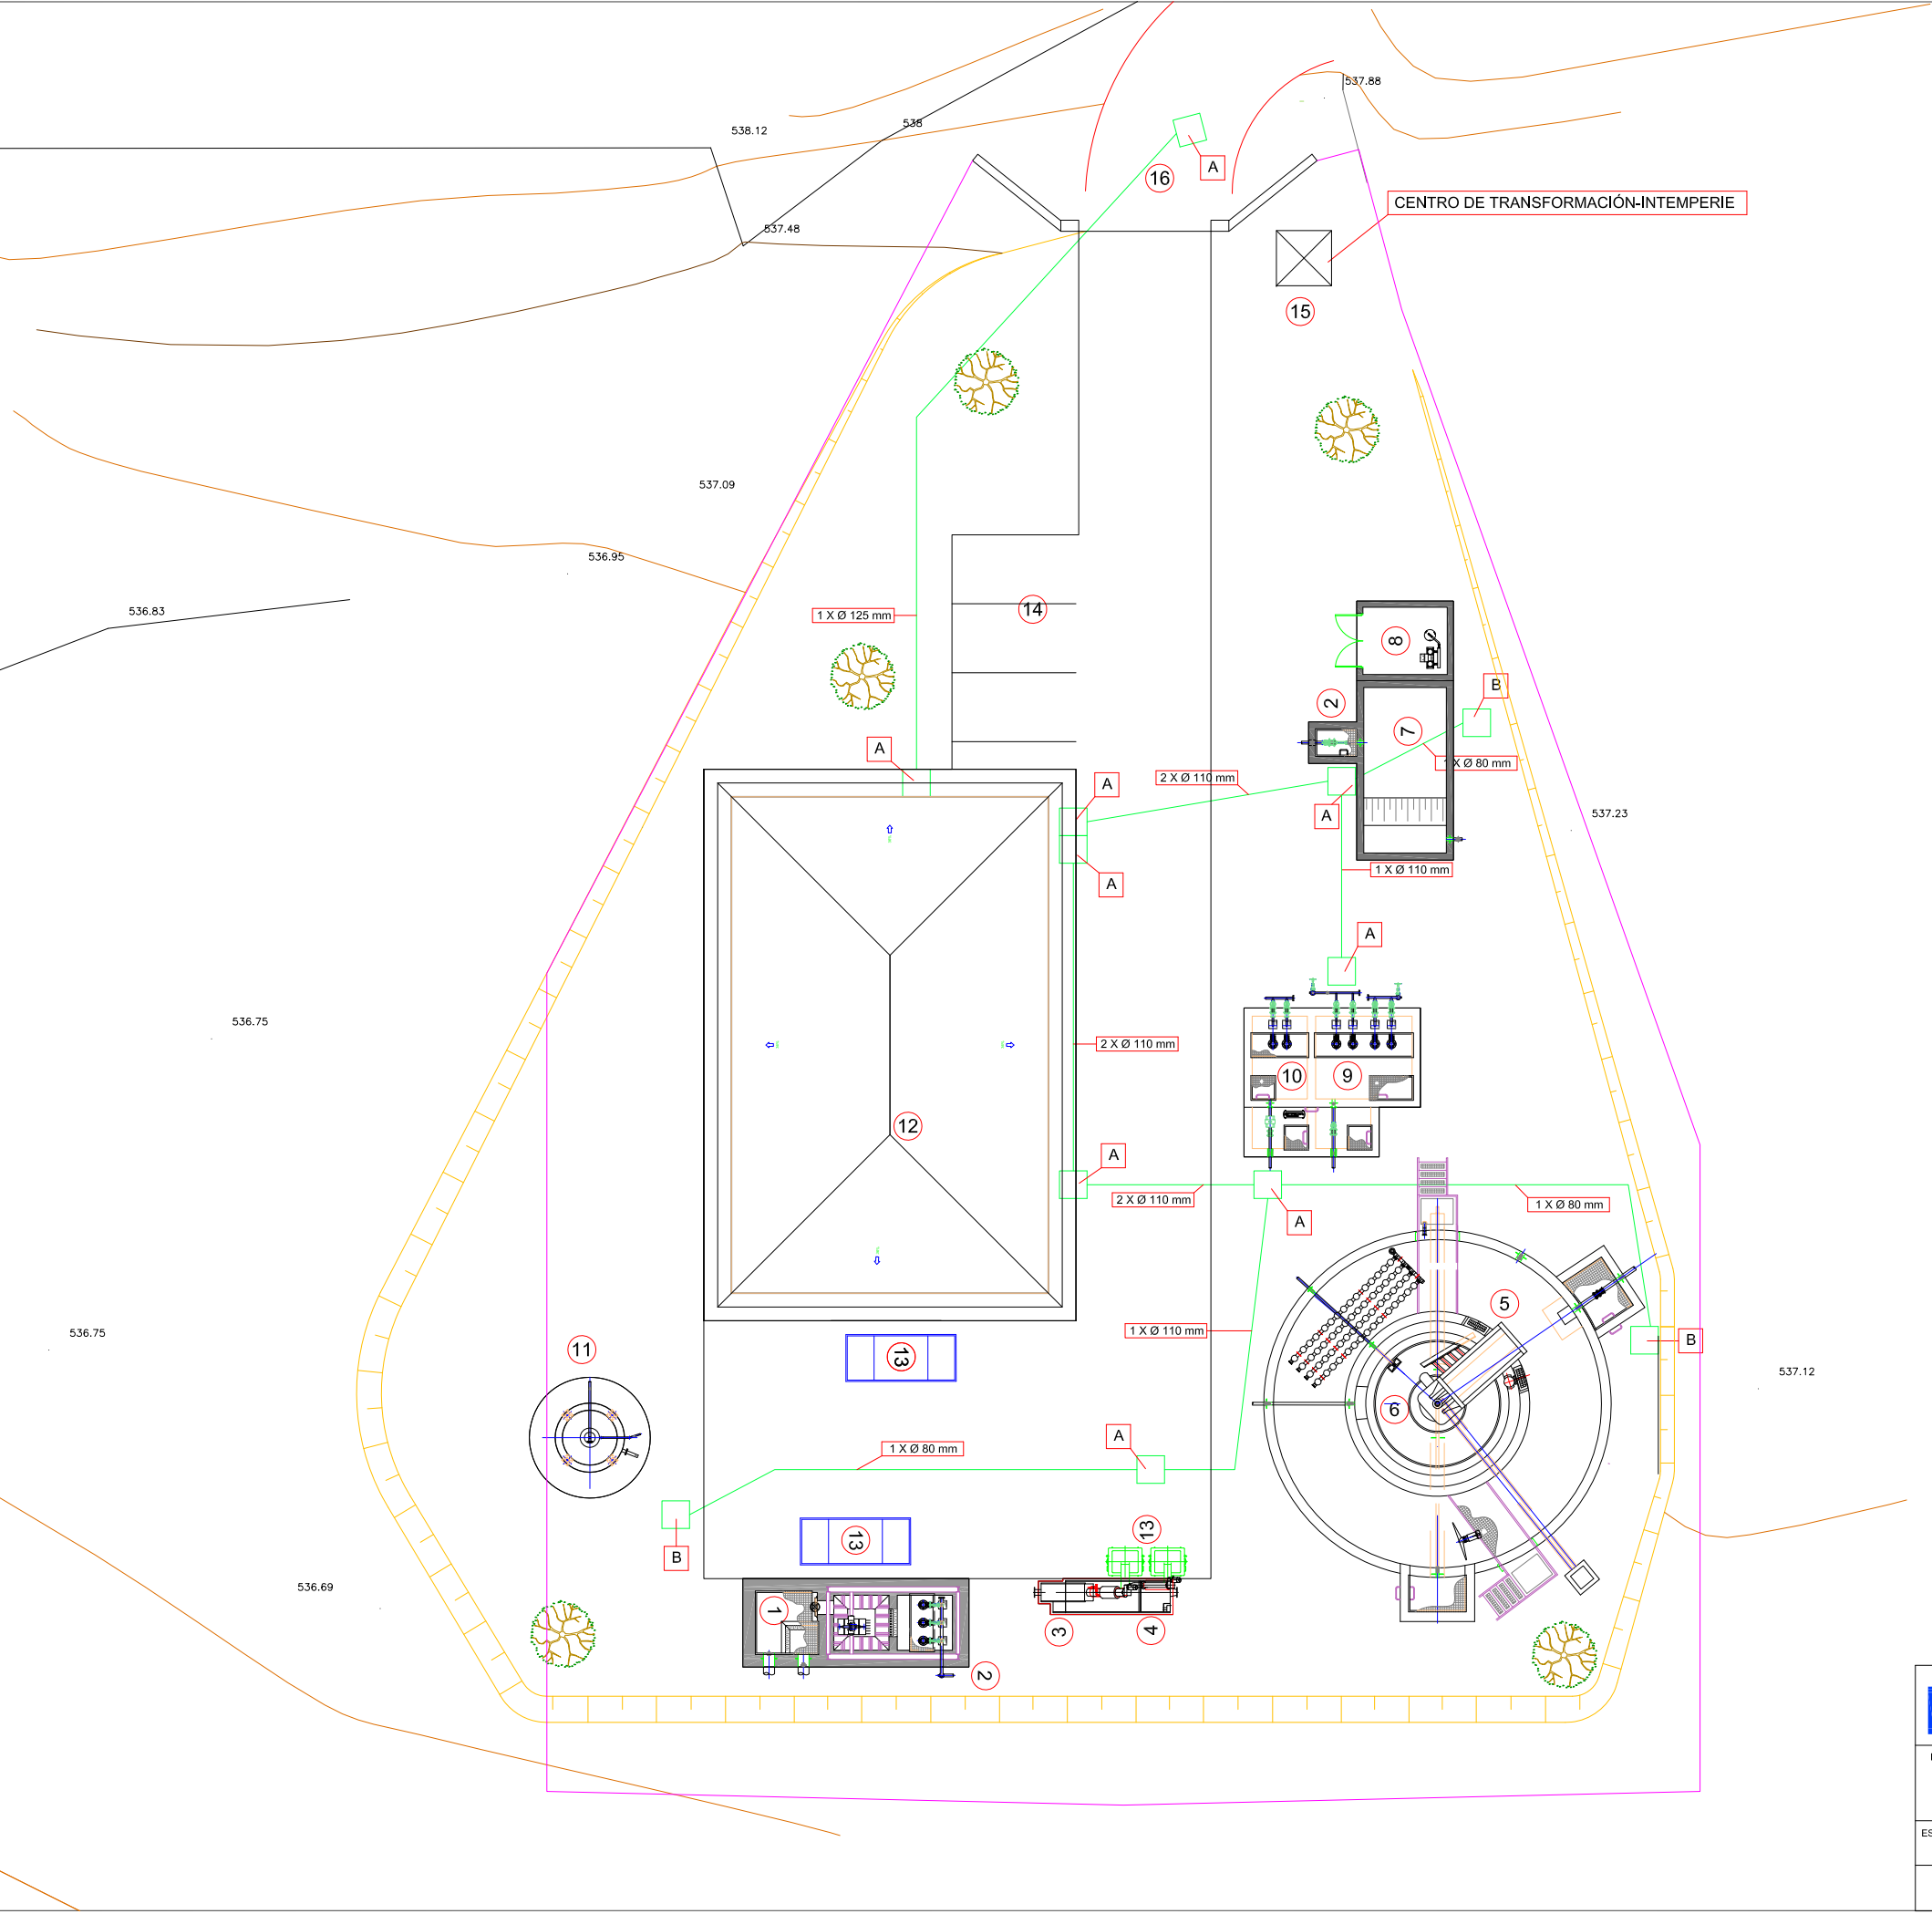 537.88
538
538.12
A
16
CENTRO DE TRANSFORMACIÓN-INTEMPERIE
537.48
15
537.09
536.95
536.83
14
1 X Ø 125 mm
8
B
2
7
A
1 X Ø 80 mm
2 X Ø 110 mm
A
A
537.23
1 X Ø 110 mm
A
A
536.75
2 X Ø 110 mm
10
9
12
A
2 X Ø 110 mm
A
1 X Ø 80 mm
5
536.75
1 X Ø 110 mm
B
11
13
537.12
6
A
1 X Ø 80 mm
13
13
B
536.69
1
3
4
2
ES